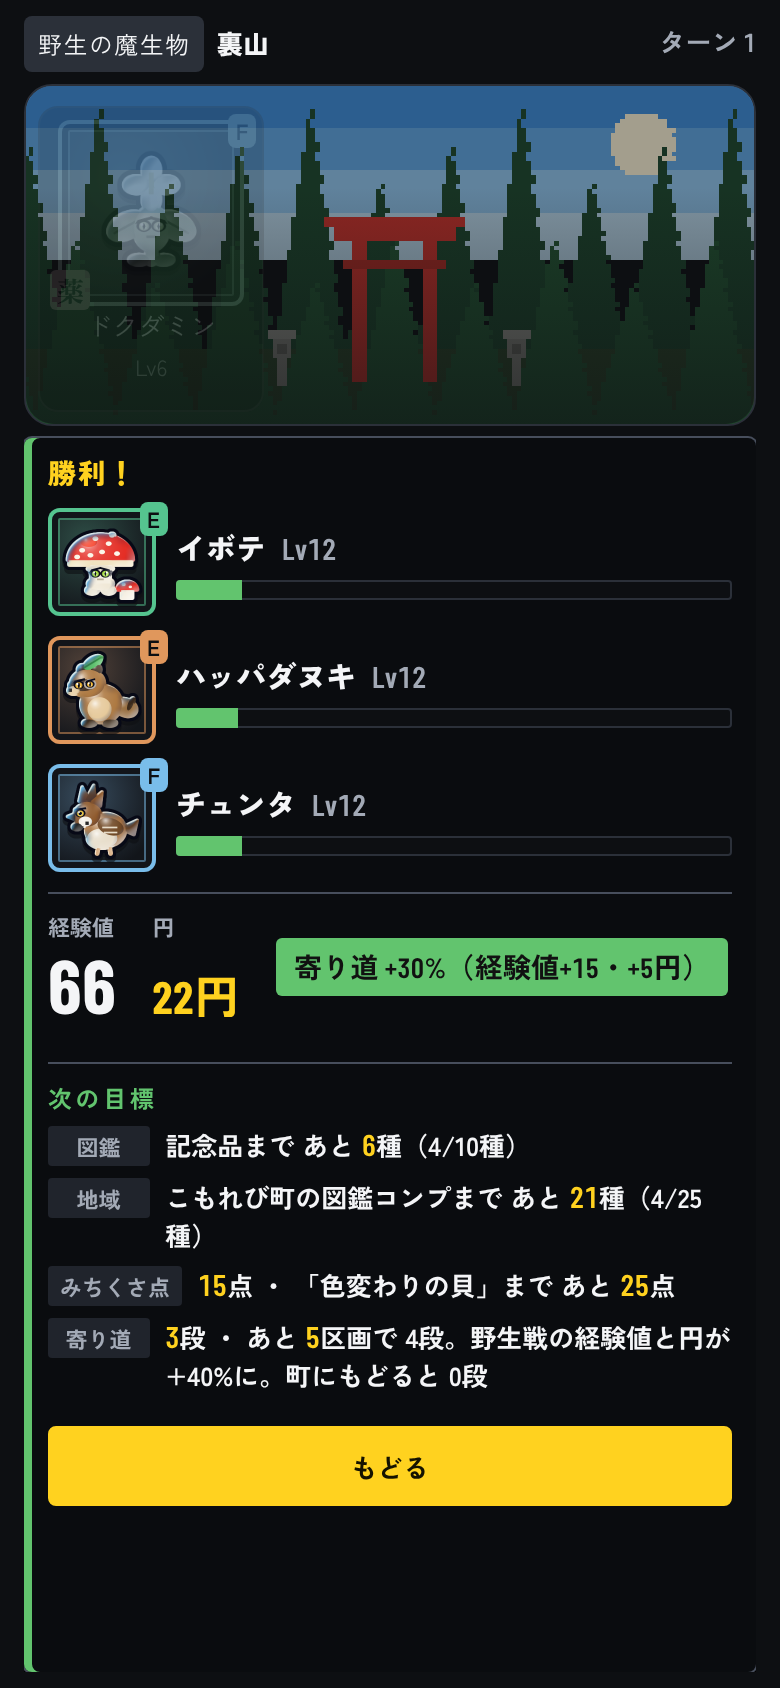 野生の魔生物 裏山 ターン 1
F
薬
ドクダミン
Lv6
勝利！
E
イボテ Lv12
E
ハッパダヌキ Lv12
F
チュンタ Lv12
経験値 円
66 22円 寄り道 +30%（経験値+15・+5円）
次の目標
図鑑 記念品まで あと 6種（4/10種）
地域 こもれび町の図鑑コンプまで あと 21種（4/25
種）
みちくさ点 15点 ・ 「色変わりの貝」まで あと 25点
寄り道 3段 ・ あと 5区画で 4段。野生戦の経験値と円が
+40%に。町にもどると 0段
もどる